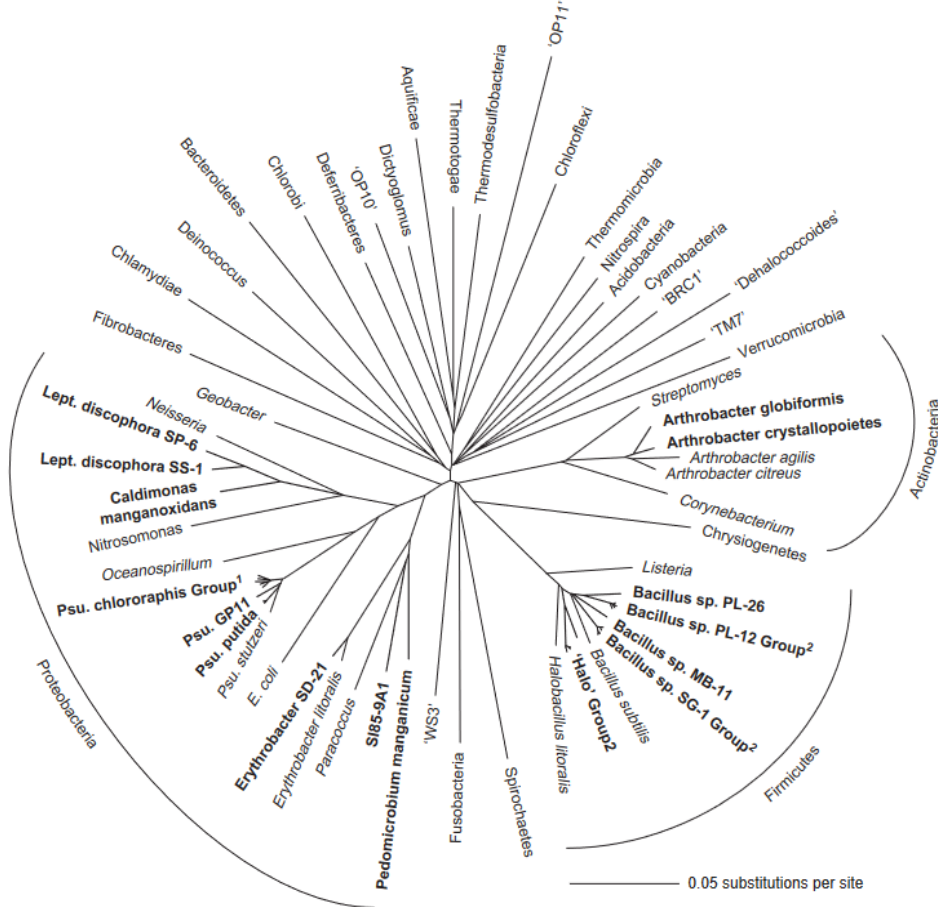 'OP11'
Thermodesulfobacteria
Thermotogae
Aquificae
Chloroflexi
Dictyoglomus
'OP10'
Deferribacteres
Chlorobi
Bacteroidetes
Deinococcus
Chlamydiae
Fibrobacteres
Thermomicrobia
Nitrospira
Acidobacteria
Cyanobacteria
'BRC1'
'Dehalococcoides'
'TM7'
Verrucomicrobia
Geobacter
Neisseria
Lept. discophora SP-6
Lept. discophora SS-1
Caldimonas
manganoxidans
Nitrosomonas
Oceanospirillum
Psu. chlororaphis Group¹
Psu. GP11
Psu. putida
Psu. stutzeri
E. coli
Erythrobacter SD-21
Erythrobacter litoralis
Paracoccus
SI85-9A1
Pedomicrobium manganicum
Proteobacteria
'WS3'
Fusobacteria
Spirochaetes
Streptomyces
Arthrobacter globiformis
Arthrobacter crystallopoietes
Arthrobacter agilis
Arthrobacter citreus
Corynebacterium
Chrysiogenetes
Actinobacteria
Listeria
Bacillus sp. PL-26
Bacillus sp. PL-12 Group²
Bacillus sp. MB-11
Bacillus sp. SG-1 Group²
Bacillus subtilis
'Halo' Group2
Halobacillus litoralis
Firmicutes
0.05 substitutions per site